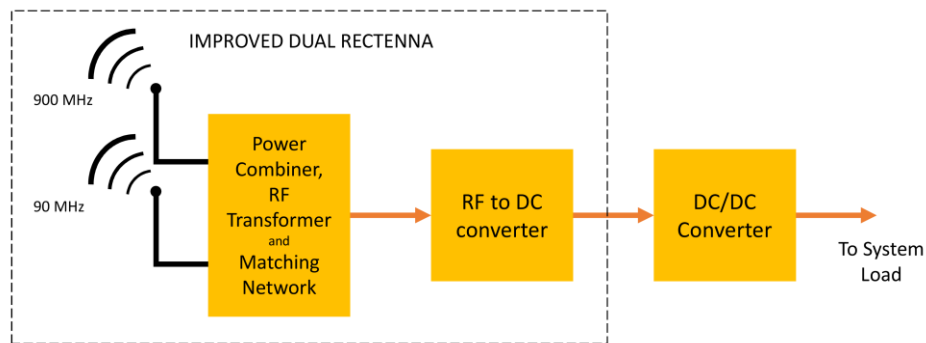 IMPROVED DUAL RECTENNA
900 MHz
90 MHz
Power
Combiner,
RF
Transformer
and
Matching
Network
RF to DC
converter
DC/DC
Converter
To System
Load